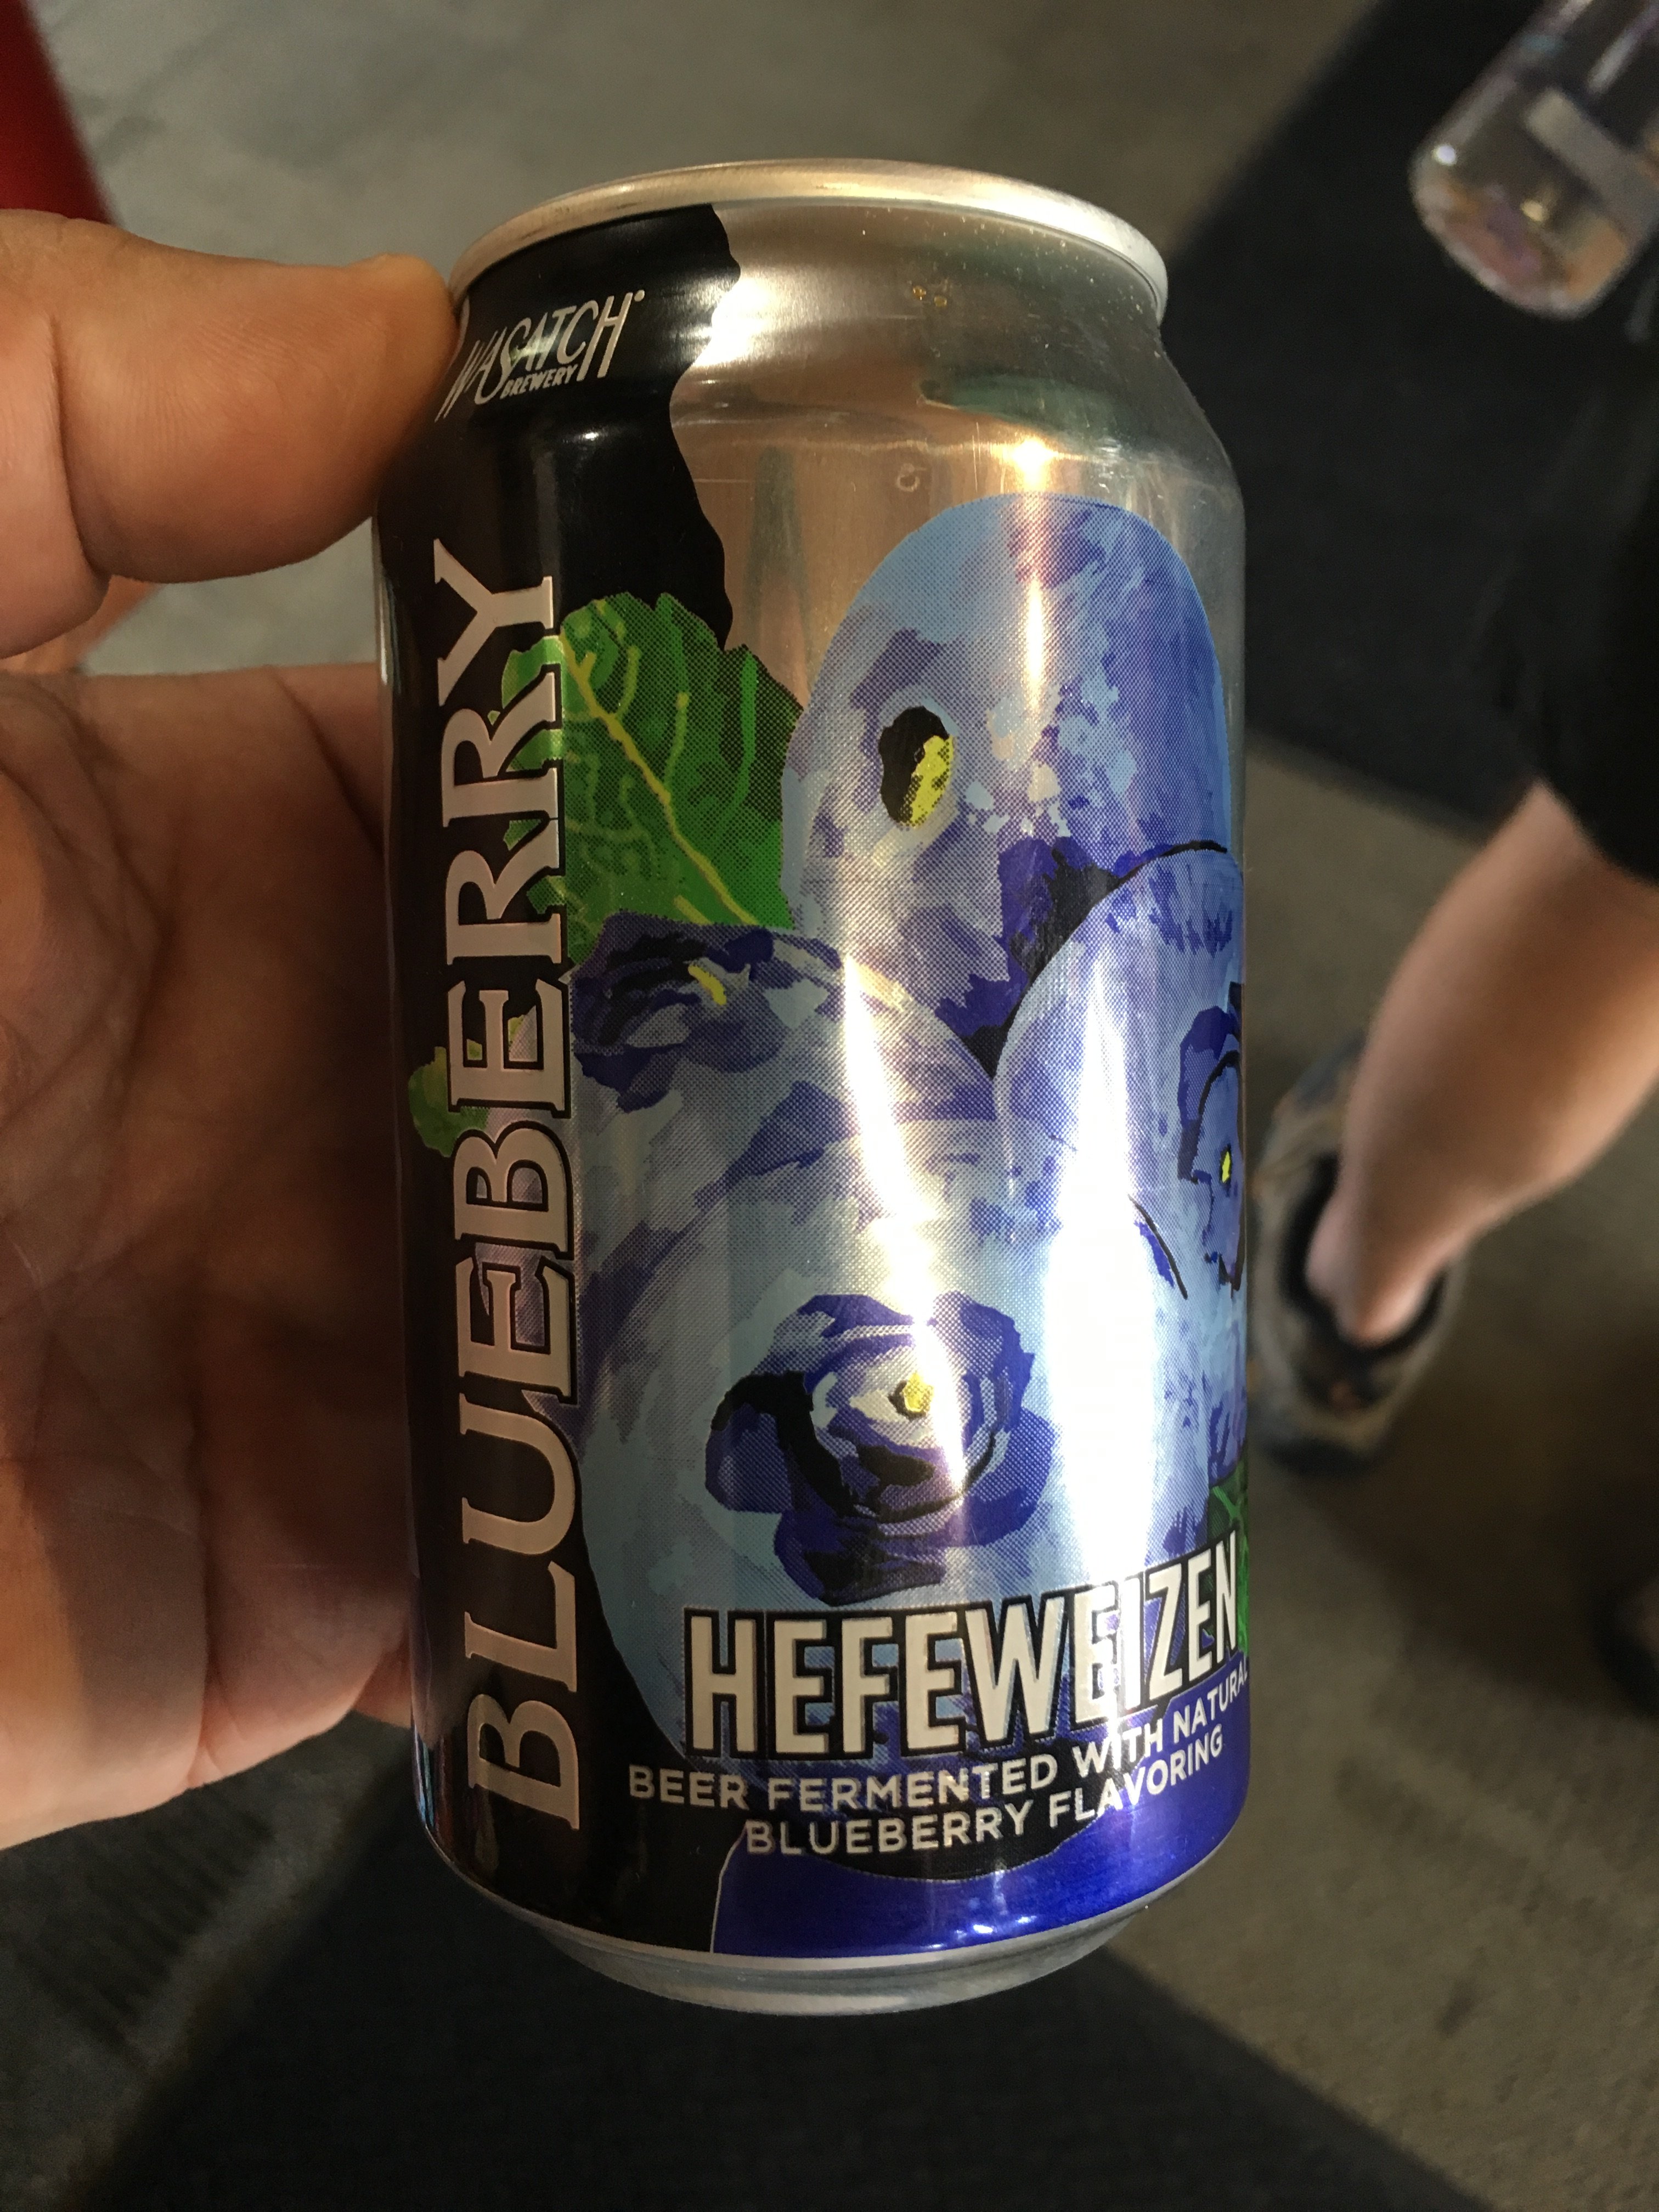 WASATCH
BREWERY
BLUEBERRY
HEFEWEIZEN
BEER FERMENTED WITH NATURAL
BLUEBERRY FLAVORING